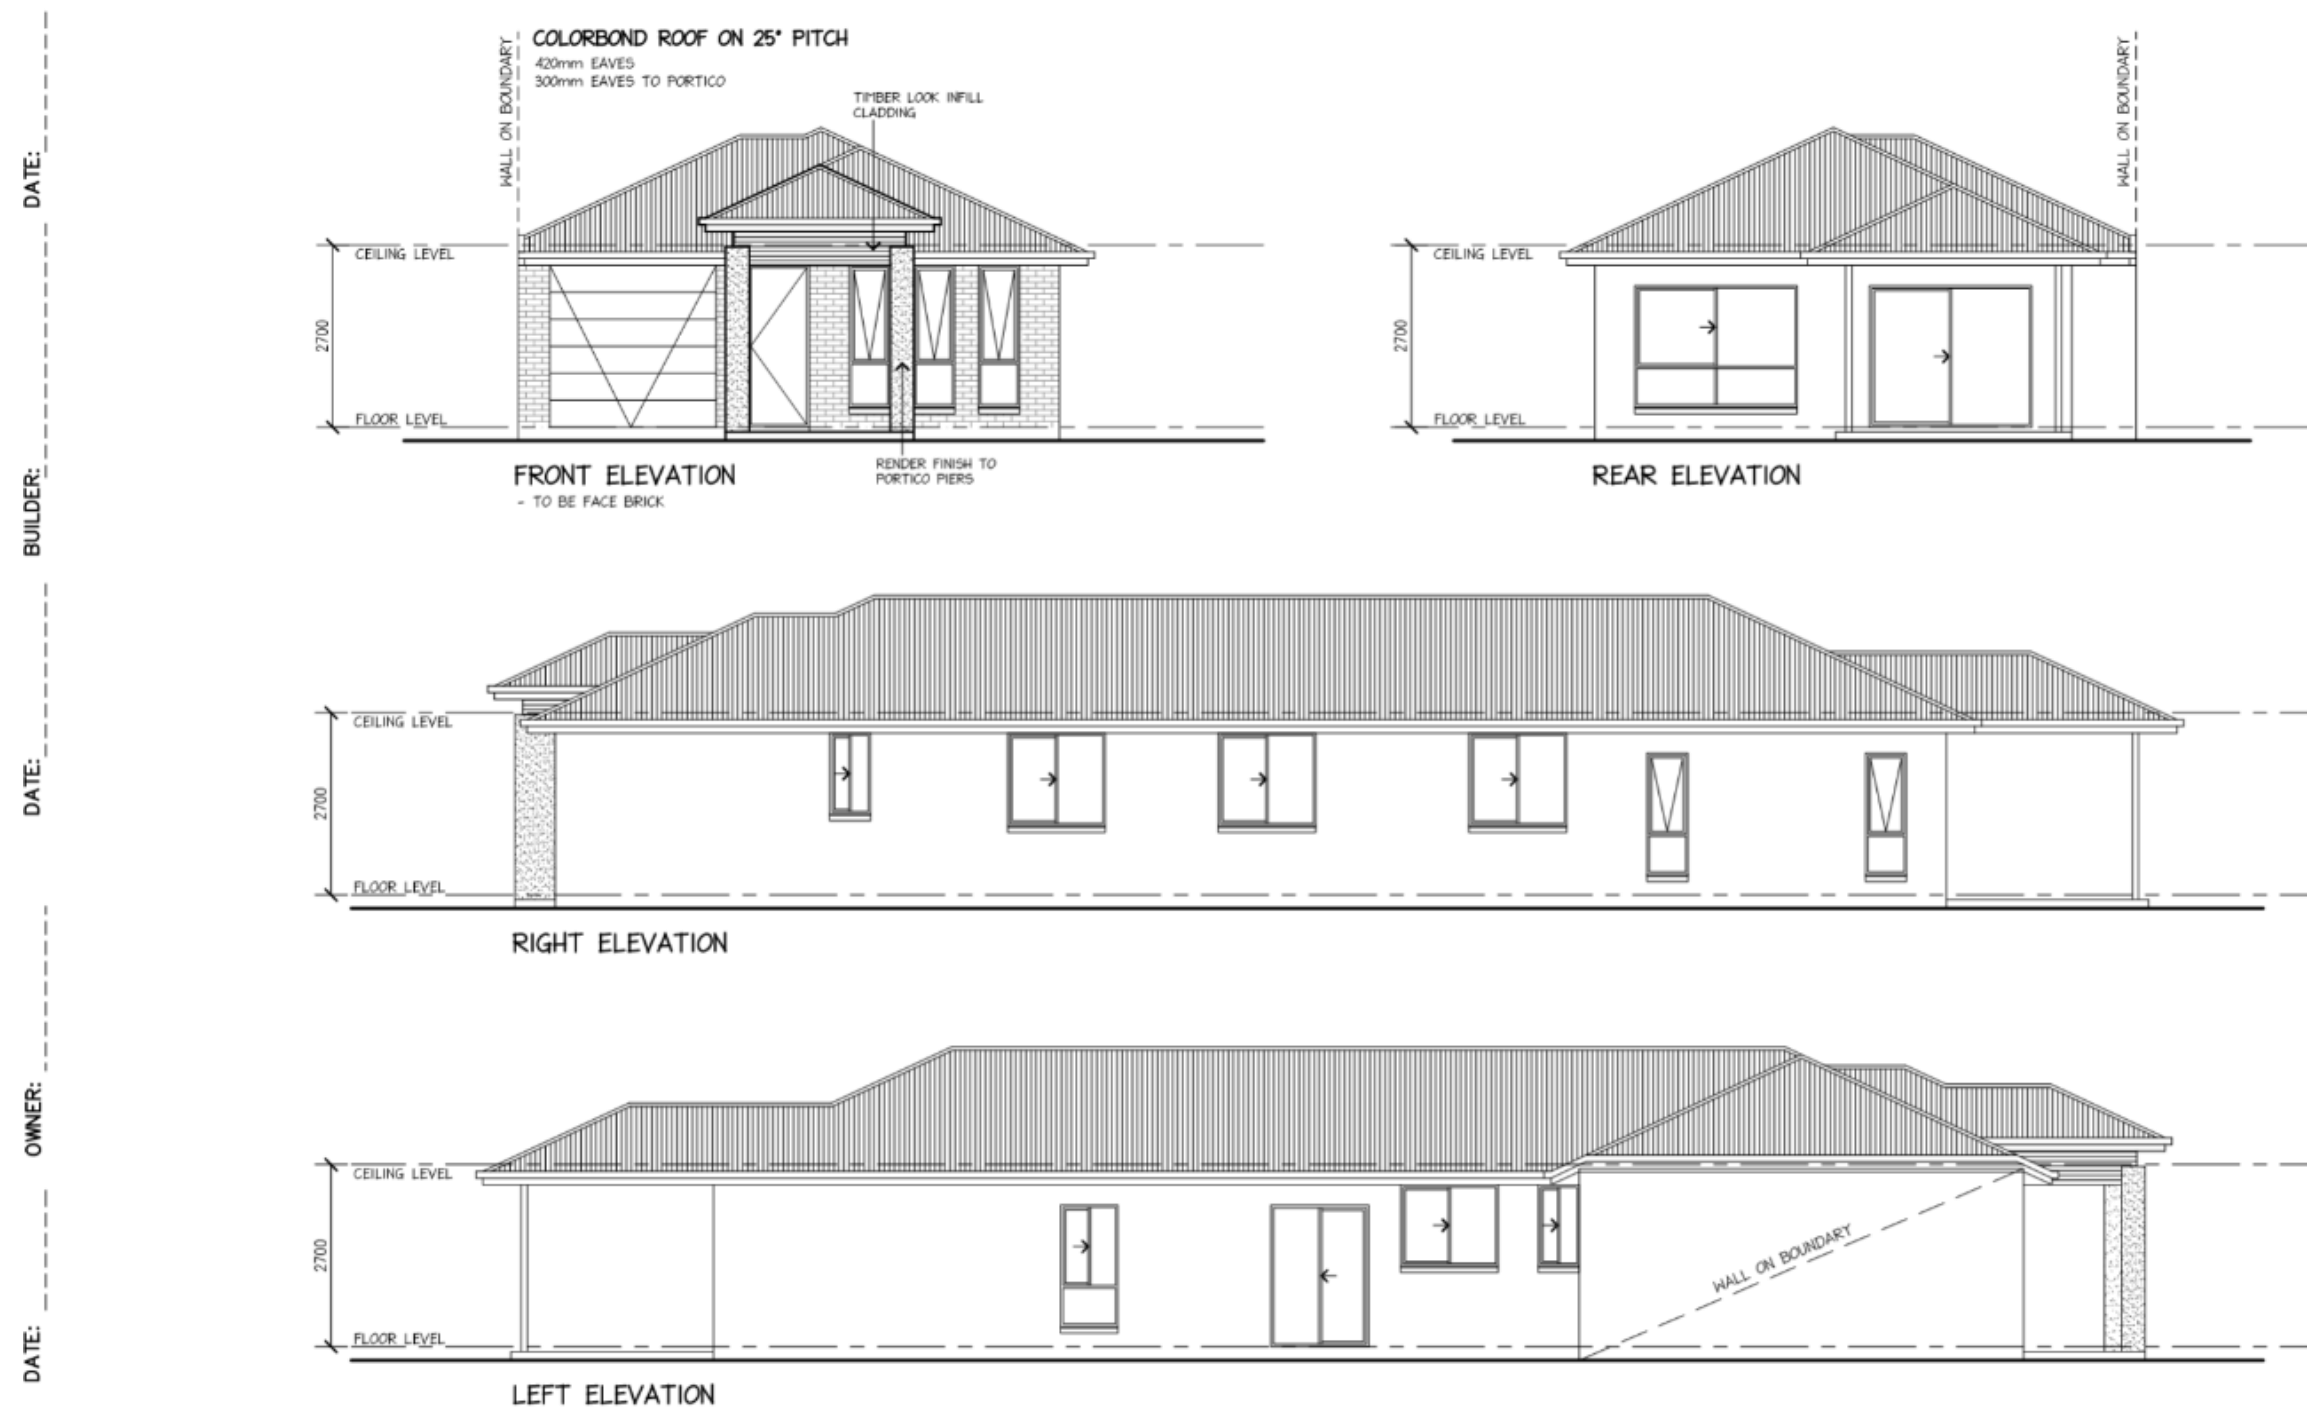 DATE:
BUILDER:
DATE:
OWNER:
DATE:
WALL ON BOUNDARY
COLORBOND ROOF ON 25° PITCH
420mm EAVES
300mm EAVES TO PORTICO
TIMBER LOOK INFILL
CLADDING
CEILING LEVEL
2700
FLOOR LEVEL
FRONT ELEVATION
- TO BE FACE BRICK
RENDER FINISH TO
PORTICO PIERS
WALL ON BOUNDARY
CEILING LEVEL
2700
FLOOR LEVEL
REAR ELEVATION
CEILING LEVEL
2700
FLOOR LEVEL
RIGHT ELEVATION
CEILING LEVEL
2700
FLOOR LEVEL
WALL ON BOUNDARY
LEFT ELEVATION